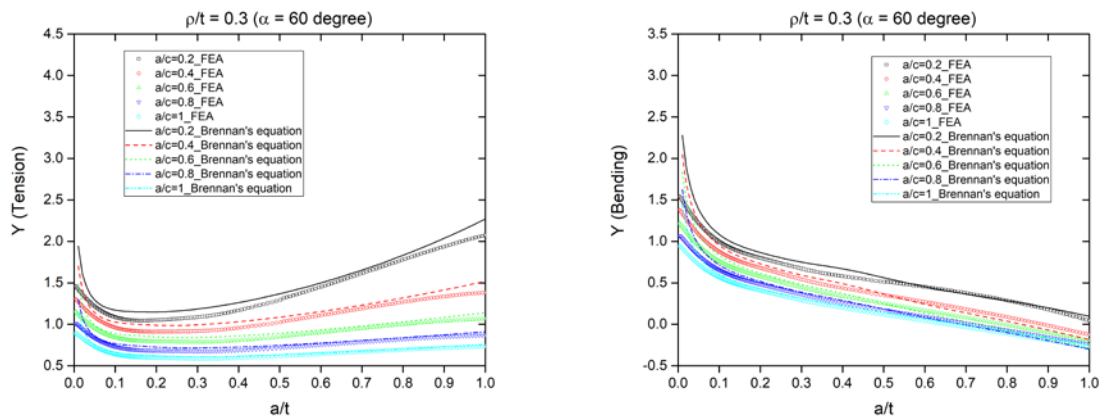 ρ/t = 0.3 (α = 60 degree)
4.5
4.0
3.5
3.0
2.5
2.0
1.5
1.0
0.5
Y (Tension)
a/c=0.2_FEA
a/c=0.4_FEA
a/c=0.6_FEA
a/c=0.8_FEA
a/c=1_FEA
a/c=0.2_Brennan's equation
a/c=0.4_Brennan's equation
a/c=0.6_Brennan's equation
a/c=0.8_Brennan's equation
a/c=1_Brennan's equation
0.0 0.1 0.2 0.3 0.4 0.5 0.6 0.7 0.8 0.9 1.0
a/t
ρ/t = 0.3 (α = 60 degree)
3.5
3.0
2.5
2.0
1.5
1.0
0.5
0.0
-0.5
Y (Bending)
a/c=0.2_FEA
a/c=0.4_FEA
a/c=0.6_FEA
a/c=0.8_FEA
a/c=1_FEA
a/c=0.2_Brennan's equation
a/c=0.4_Brennan's equation
a/c=0.6_Brennan's equation
a/c=0.8_Brennan's equation
a/c=1_Brennan's equation
0.0 0.1 0.2 0.3 0.4 0.5 0.6 0.7 0.8 0.9 1.0
a/t